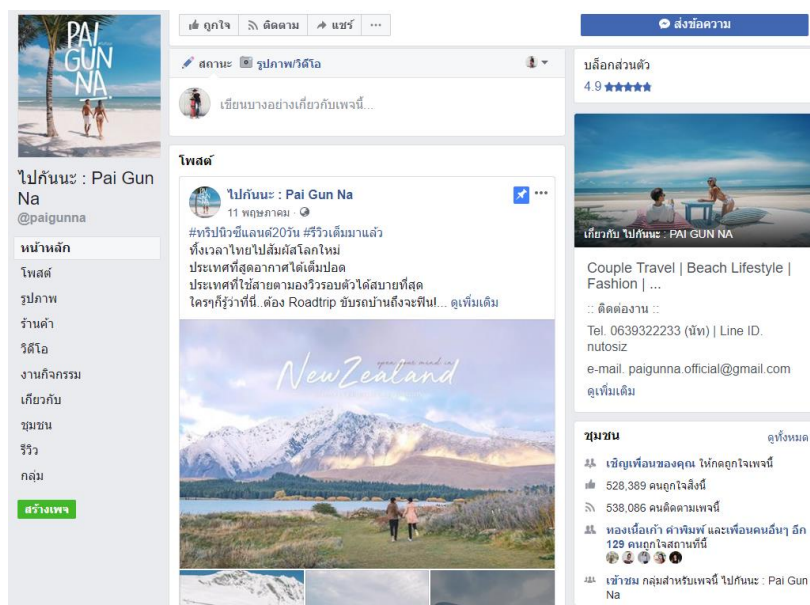 PAI
GUN
NA.
ไปกันนะ : Pai Gun
Na
@paigunna
หน้าหลัก
โพสต์
รูปภาพ
ร้านค้า
วิดีโอ
งานกิจกรรม
เกี่ยวกับ
ชุมชน
รีวิว
กลุ่ม
สร้างเพจ
ถูกใจ ติดตาม แชร์ ...
สถานะ รูปภาพ/วิดีโอ
เขียนบางอย่างเกี่ยวกับเพจนี้...
โพสต์
ไปกันนะ : Pai Gun Na
11 พฤษภาคม ·
#ทริปนิวซีแลนด์20วัน #รีวิวเต็มมาแล้ว
ทิ้งเวลาไทยไปสัมผัสโลกใหม่
ประเทศที่สูดอากาศได้เต็มปอด
ประเทศที่ใช้สายตามองวิวรอบตัวได้สบายที่สุด
ใครๆก็รู้ว่าที่นี่..ต้อง Roadtrip ขับรถบ้านถึงจะฟิน!... ดูเพิ่มเติม
open your mind in
NewZealand
ส่งข้อความ
บล็อกส่วนตัว
4.9 ★★★★★
เกี่ยวกับ ไปกันนะ : PAI GUN NA
Couple Travel | Beach Lifestyle |
Fashion | ...
:: ติดต่องาน ::
Tel. 0639322233 (นัท) | Line ID.
nutosiz
e-mail. paigunna.official@gmail.com
ดูเพิ่มเติม
ชุมชน ดูทั้งหมด
เชิญเพื่อนของคุณ ให้กดถูกใจเพจนี้
528,389 คนถูกใจสิ่งนี้
538,086 คนติดตามเพจนี้
ทองเนื้อเก้า คำพิมพ์ และเพื่อนคนอื่นๆ อีก
129 คนถูกใจสถานที่นี้
เข้าชม กลุ่มสำหรับเพจนี้ ไปกันนะ : Pai Gun
Na